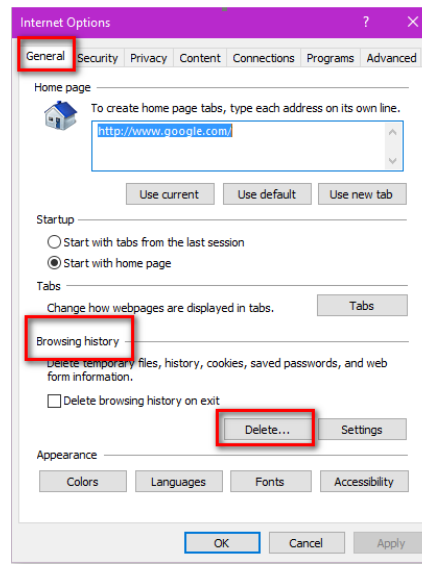 Internet Options ?
General Security Privacy Content Connections Programs Advanced
Home page
To create home page tabs, type each address on its own line.
http://www.google.com/
Use current Use default Use new tab
Startup
Start with tabs from the last session
Start with home page
Tabs
Change how webpages are displayed in tabs. Tabs
Browsing history
Delete temporary files, history, cookies, saved passwords, and web
form information.
Delete browsing history on exit
Delete... Settings
Appearance
Colors Languages Fonts Accessibility
OK Cancel Apply